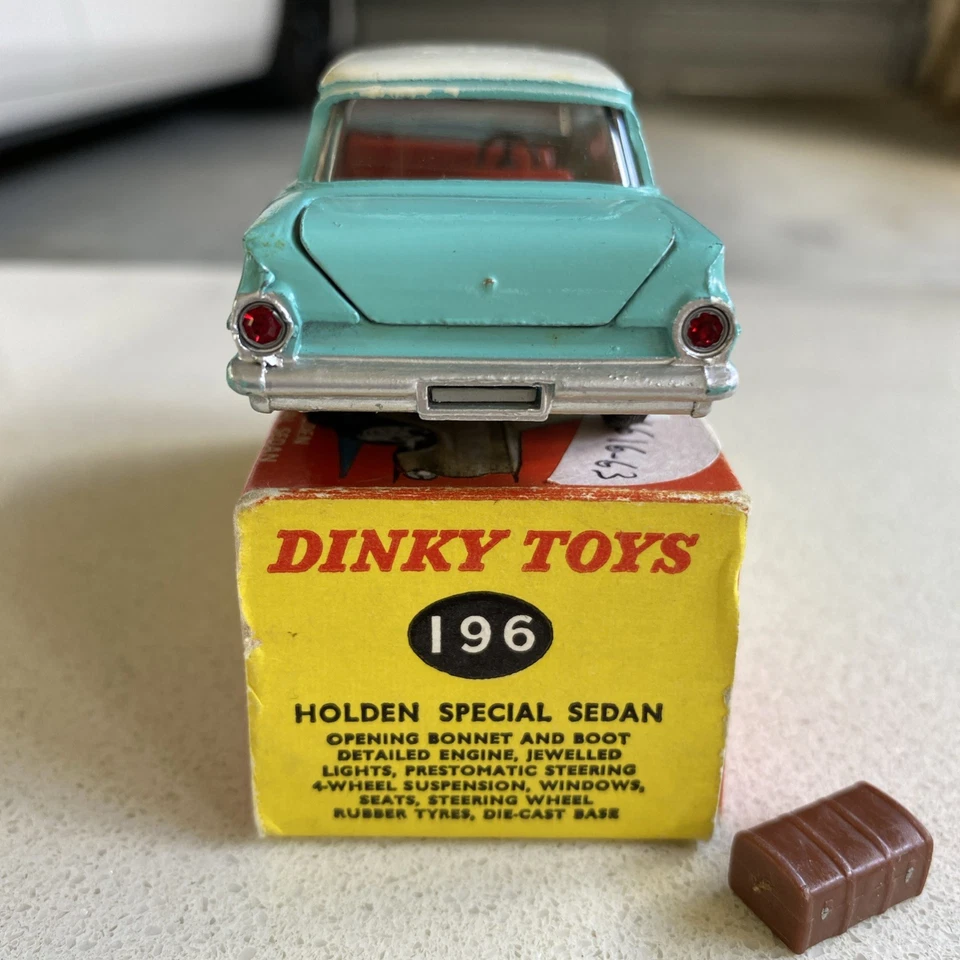 DINKY TOYS
196
HOLDEN SPECIAL SEDAN
OPENING BONNET AND BOOT
DETAILED ENGINE, JEWELLED
LIGHTS, PRESTOMATIC STEERING
4-WHEEL SUSPENSION, WINDOWS,
SEATS, STEERING WHEEL
RUBBER TYRES, DIE-CAST BASE
SEDAN